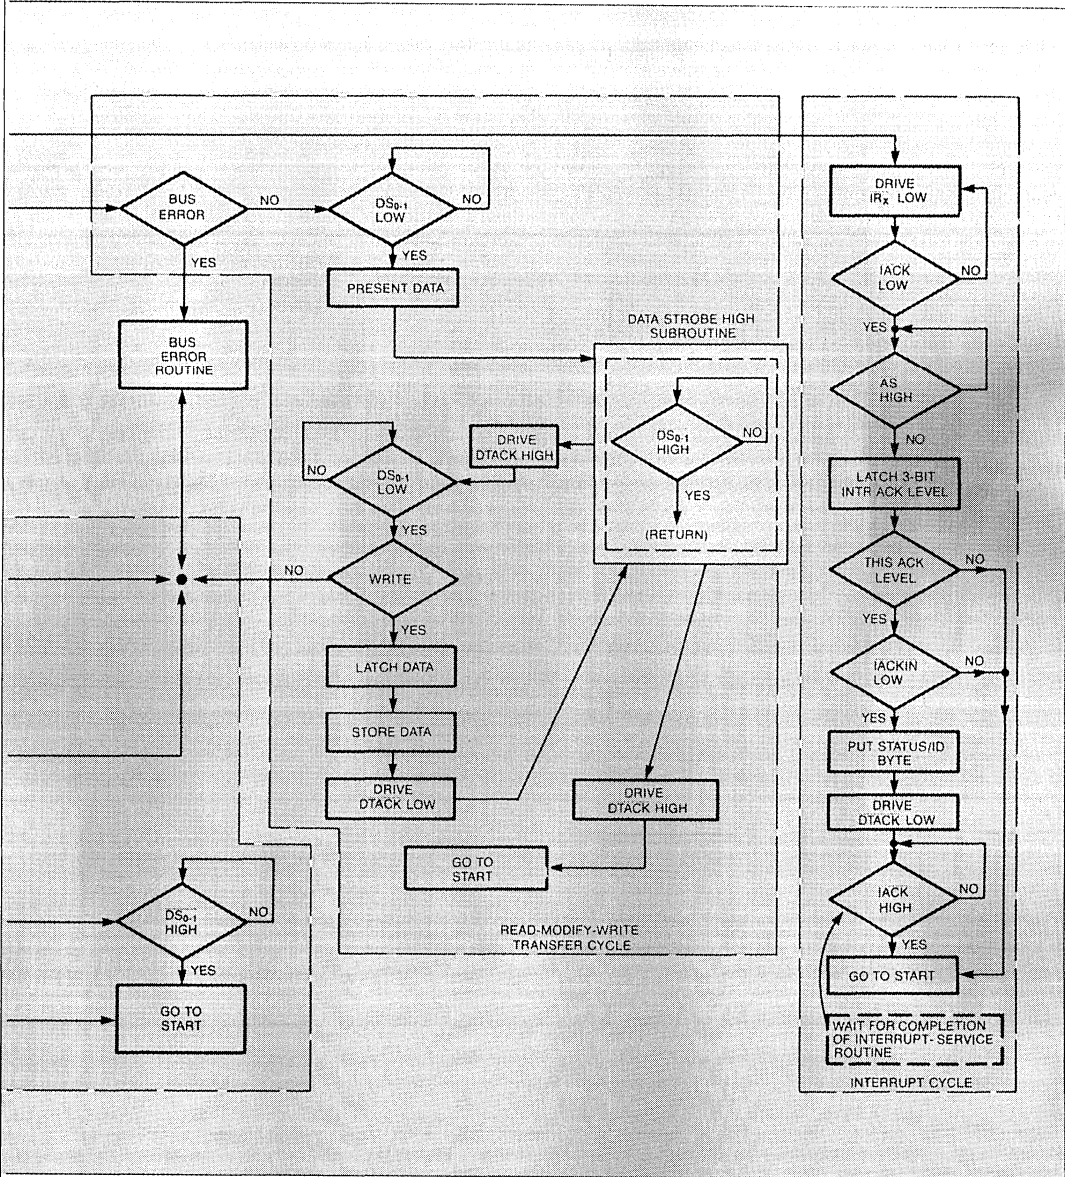 BUS
ERROR
NO
YES
BUS
ERROR
ROUTINE
DS0-1
LOW
NO
YES
PRESENT DATA
DATA STROBE HIGH
SUBROUTINE
DS0-1
HIGH
NO
YES
(RETURN)
DRIVE
DTACK HIGH
DS0-1
LOW
NO
YES
WRITE
NO
YES
LATCH DATA
STORE DATA
DRIVE
DTACK LOW
DRIVE
DTACK HIGH
GO TO
START
READ-MODIFY-WRITE
TRANSFER CYCLE
DS0-1
HIGH
NO
YES
GO TO
START
DRIVE
IRX LOW
IACK
LOW
NO
YES
AS
HIGH
NO
LATCH 3-BIT
INTR ACK LEVEL
THIS ACK
LEVEL
NO
YES
IACKIN
LOW
NO
YES
PUT STATUS/ID
BYTE
DRIVE
DTACK LOW
IACK
HIGH
NO
YES
GO TO START
WAIT FOR COMPLETION
OF INTERRUPT-SERVICE
ROUTINE
INTERRUPT CYCLE